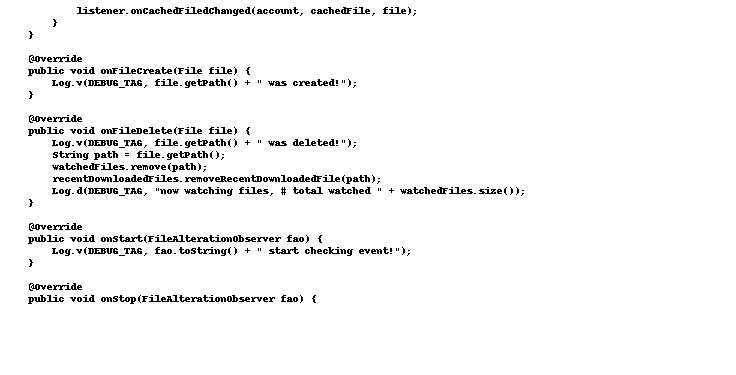 listener.onCachedFiledChanged(account, cachedFile, file);
}
}
@Override
public void onFileCreate(File file) {
Log.v(DEBUG_TAG, file.getPath() + " was created!");
}
@Override
public void onFileDelete(File file) {
Log.v(DEBUG_TAG, file.getPath() + " was deleted!");
String path = file.getPath();
watchedFiles.remove(path);
recentDownloadedFiles.removeRecentDownloadedFile(path);
Log.d(DEBUG_TAG, "now watching files, # total watched " + watchedFiles.size());
}
@Override
public void onStart(FileAlterationObserver fao) {
Log.v(DEBUG_TAG, fao.toString() + " start checking event!");
}
@Override
public void onStop(FileAlterationObserver fao) {